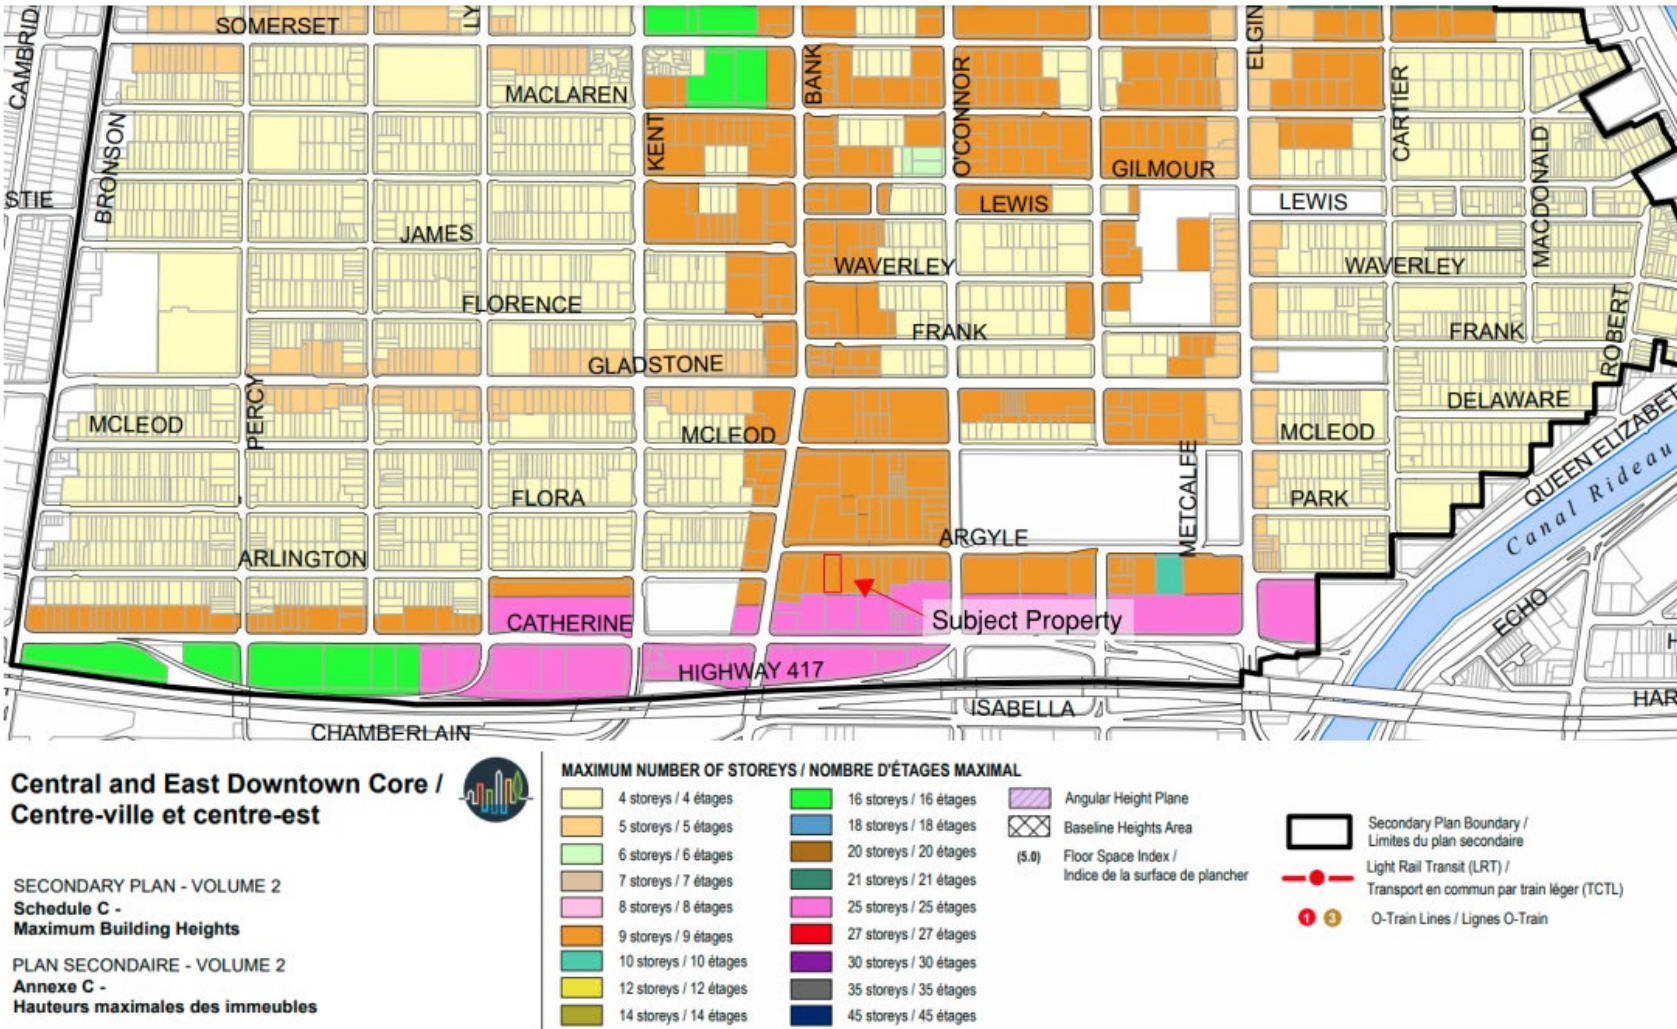 SOMERSET
LY
CAMBRID
ELGIN
MACLAREN
BANK
O'CONNOR
CARTIER
KENT
BRONSON
GILMOUR
MACDONALD
STIE
LEWIS
LEWIS
JAMES
WAVERLEY
WAVERLEY
FLORENCE
FRANK
FRANK
ROBERT
GLADSTONE
PERCY
DELAWARE
MCLEOD
MCLEOD
MCLEOD
QUEEN ELIZABET
Canal Rideau
METCALFE
FLORA
PARK
ARGYLE
ARLINGTON
Subject Property
CATHERINE
ECHO
H
HIGHWAY 417
ISABELLA
HAR
CHAMBERLAIN
Central and East Downtown Core /
Centre-ville et centre-est
SECONDARY PLAN - VOLUME 2
Schedule C -
Maximum Building Heights
PLAN SECONDAIRE - VOLUME 2
Annexe C -
Hauteurs maximales des immeubles
MAXIMUM NUMBER OF STOREYS / NOMBRE D'ÉTAGES MAXIMAL
4 storeys / 4 étages
5 storeys / 5 étages
6 storeys / 6 étages
7 storeys / 7 étages
8 storeys / 8 étages
9 storeys / 9 étages
10 storeys / 10 étages
12 storeys / 12 étages
14 storeys / 14 étages
16 storeys / 16 étages
18 storeys / 18 étages
20 storeys / 20 étages
21 storeys / 21 étages
25 storeys / 25 étages
27 storeys / 27 étages
30 storeys / 30 étages
35 storeys / 35 étages
45 storeys / 45 étages
Angular Height Plane
Baseline Heights Area
(5.0) Floor Space Index /
Indice de la surface de plancher
Secondary Plan Boundary /
Limites du plan secondaire
Light Rail Transit (LRT) /
Transport en commun par train léger (TCTL)
1 3 O-Train Lines / Lignes O-Train